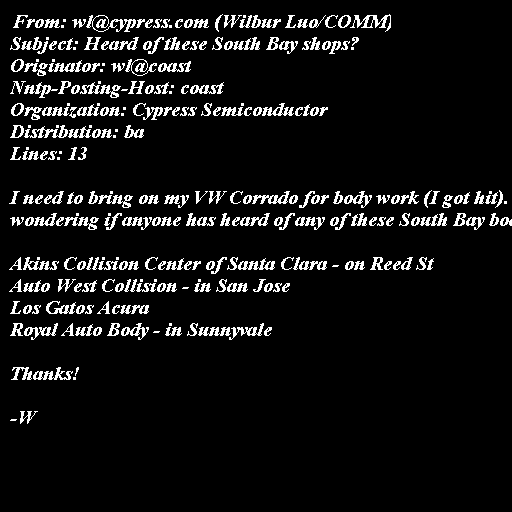 From: wl@cypress.com (Wilbur Luo/COMM)
Subject: Heard of these South Bay shops?
Originator: wl@coast
Nntp-Posting-Host: coast
Organization: Cypress Semiconductor
Distribution: ba
Lines: 13
I need to bring on my VW Corrado for body work (I got hit).
wondering if anyone has heard of any of these South Bay
Akins Collision Center of Santa Clara - on Reed St
Auto West Collision - in San Jose
Los Gatos Acura
Royal Auto Body - in Sunnyvale
Thanks!
-W